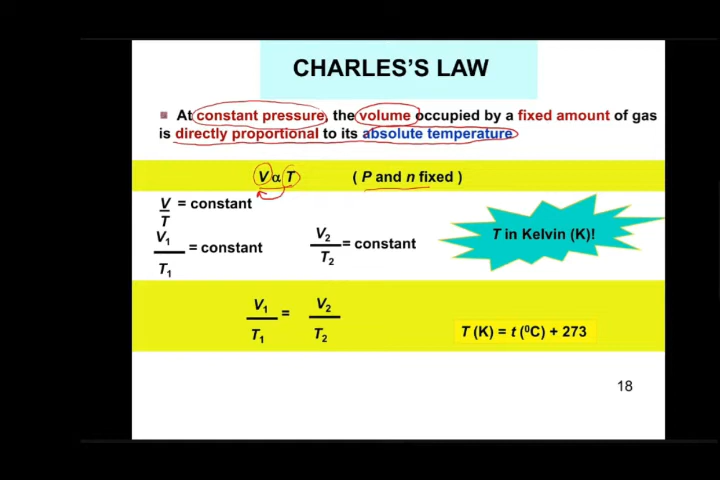 CHARLES'S LAW
At constant pressure, the volume occupied by a fixed amount of gas
is directly proportional to its absolute temperature
V α T ( P and n fixed )
V/T = constant
V₁/T₁ = constant V₂/T₂ = constant
T in Kelvin (K)!
V₁/T₁ = V₂/T₂
T (K) = t (⁰C) + 273
18